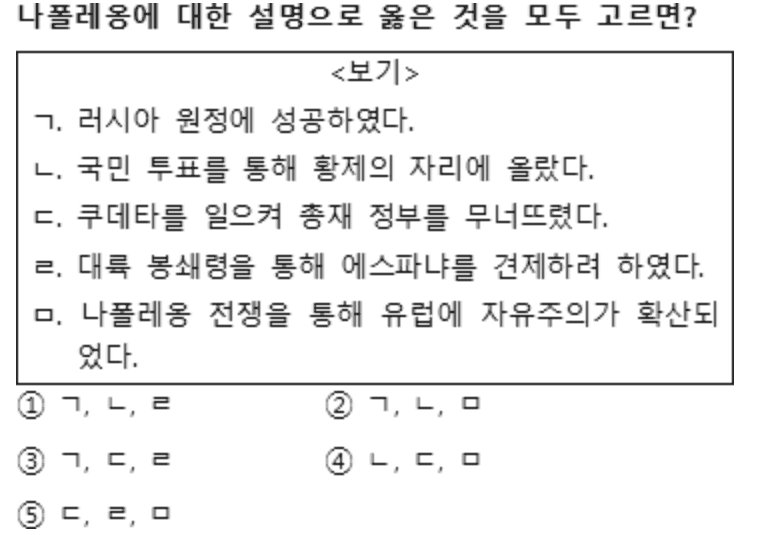 나폴레옹에 대한 설명으로 옳은 것을 모두 고르면?
<보기>
ㄱ. 러시아 원정에 성공하였다.
ㄴ. 국민 투표를 통해 황제의 자리에 올랐다.
ㄷ. 쿠데타를 일으켜 총재 정부를 무너뜨렸다.
ㄹ. 대륙 봉쇄령을 통해 에스파냐를 견제하려 하였다.
ㅁ. 나폴레옹 전쟁을 통해 유럽에 자유주의가 확산되
었다.
① ㄱ, ㄴ, ㄹ ② ㄱ, ㄴ, ㅁ
③ ㄱ, ㄷ, ㄹ ④ ㄴ, ㄷ, ㅁ
⑤ ㄷ, ㄹ, ㅁ